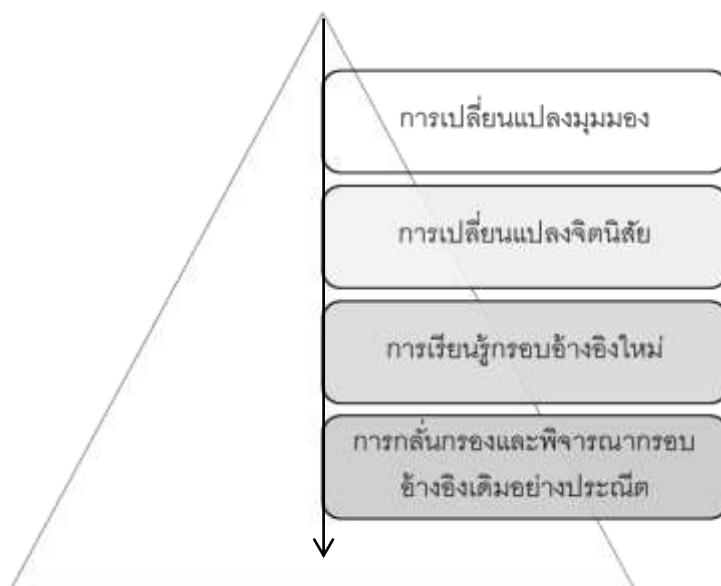 การเปลี่ยนแปลงมุมมอง
การเปลี่ยนแปลงจิตนิสัย
การเรียนรู้กรอบอ้างอิงใหม่
การกลั่นกรองและพิจารณากรอบ
อ้างอิงเดิมอย่างประณีต